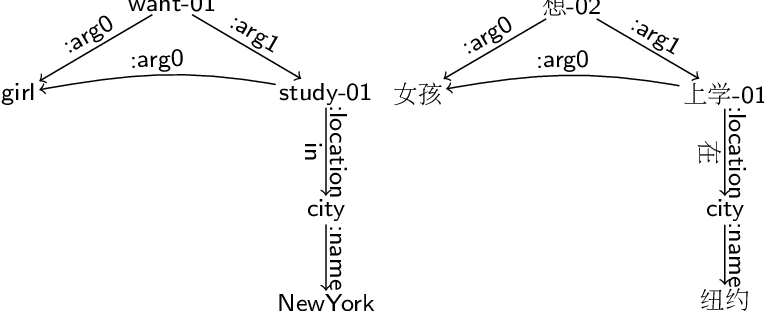 want-01
:arg0
:arg1
:arg0
girl
study-01
:location
in
city
:name
NewYork
想-02
:arg0
:arg1
:arg0
女孩
上学-01
:location
在
city
:name
纽约